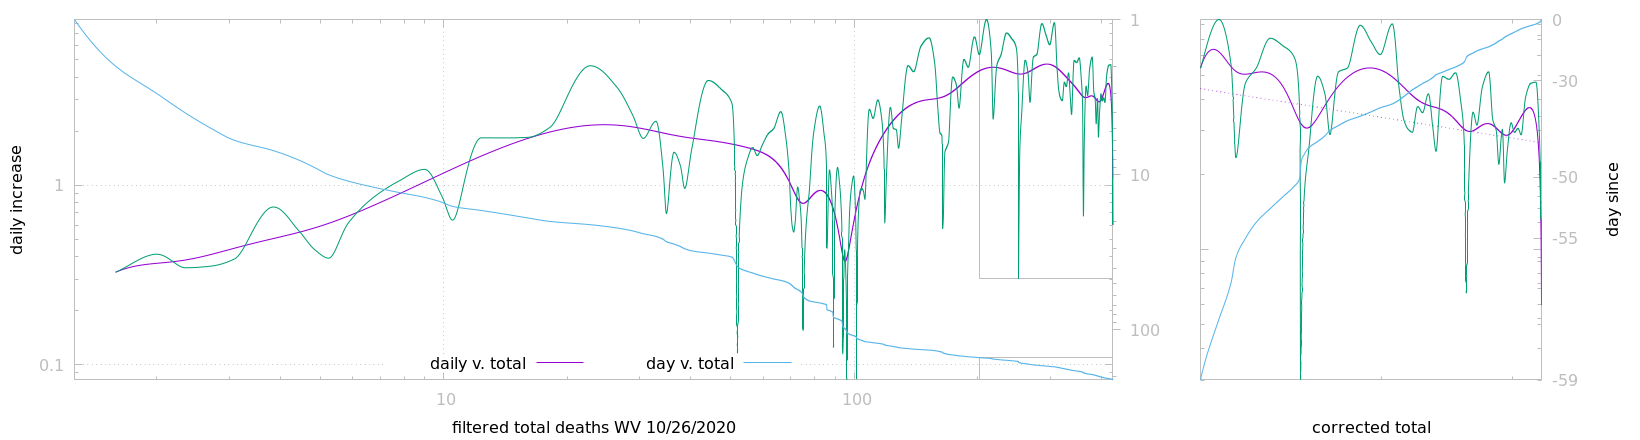 daily increase
1
0.1
10
100
filtered total deaths WV 10/26/2020
daily v. total
day v. total
1
10
100
0
-30
-50
-55
-59
day since
corrected total